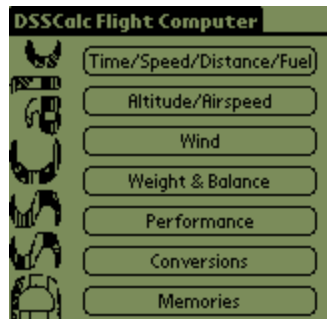 DSSCalc Flight Computer
Time/Speed/Distance/Fuel
Altitude/Airspeed
Wind
Weight & Balance
Performance
Conversions
Memories